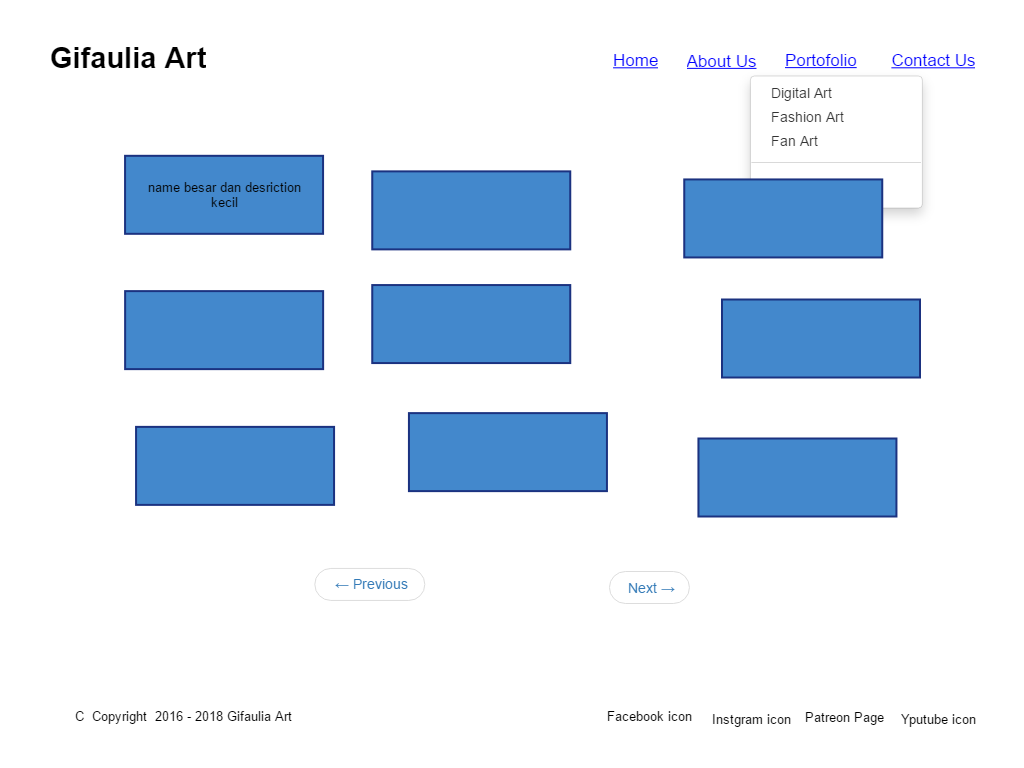 Gifaulia Art
Home About Us Portofolio Contact Us
Digital Art
Fashion Art
Fan Art
name besar dan desription
kecil
← Previous
Next →
C Copyright 2016 - 2018 Gifaulia Art
Facebook icon Instgram icon Patreon Page Yputube icon